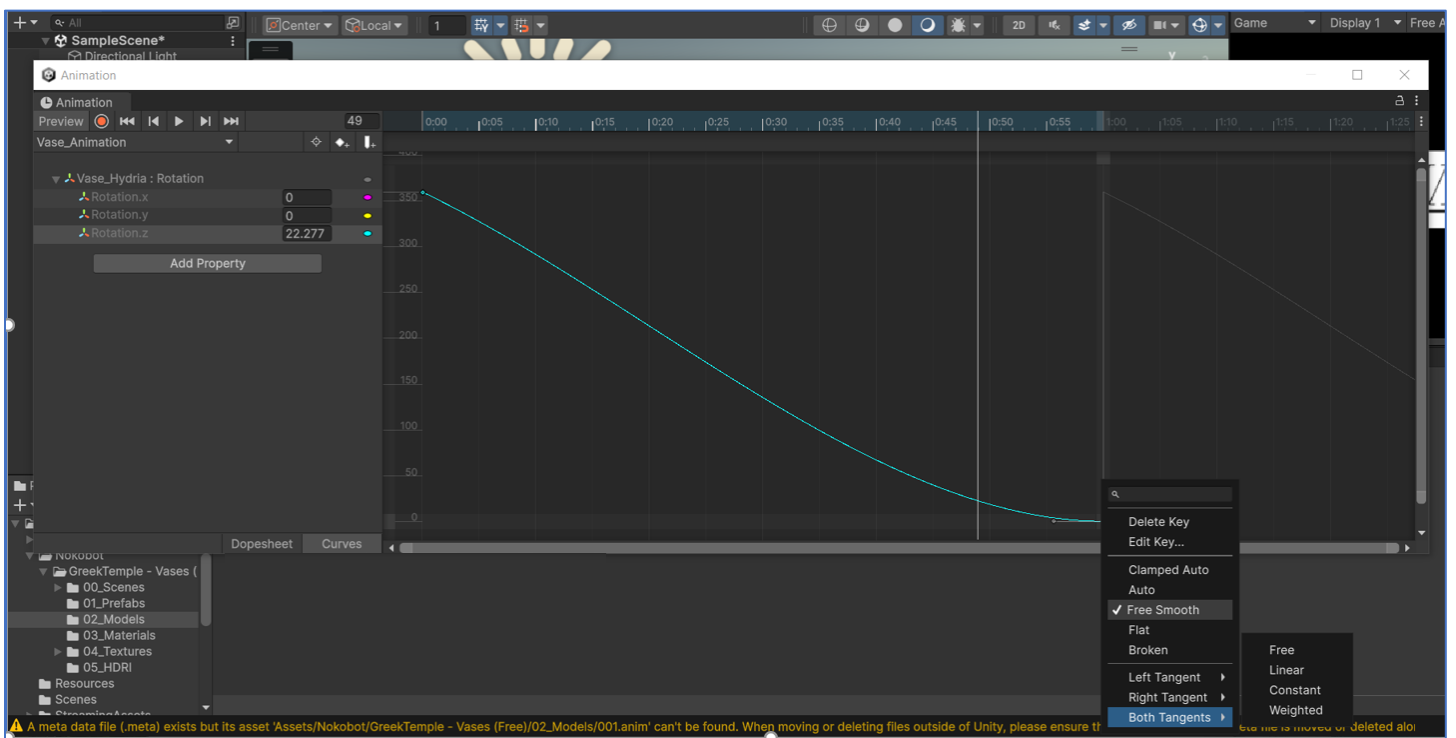 All
Center
Local
1
2D
Game
Display 1
Free A
SampleScene*
Directional Light
Animation
Animation
Preview
49
0:00 0:05 0:10 0:15 0:20 0:25 0:30 0:35 0:40 0:45 0:50 0:55 1:00 1:05 1:10 1:15 1:20 1:25
Vase_Animation
400
Vase_Hydria : Rotation
Rotation.x 0
350
Rotation.y 0
Rotation.z 22.277
300
Add Property
250
200
150
100
50
0
Delete Key
Edit Key...
Clamped Auto
Auto
Free Smooth
Flat
Broken
Left Tangent
Right Tangent
Both Tangents
Free
Linear
Constant
Weighted
Dopesheet Curves
Nokobot
GreekTemple - Vases (
00_Scenes
01_Prefabs
02_Models
03_Materials
04_Textures
05_HDRI
Resources
Scenes
StreamingAssets
A meta data file (.meta) exists but its asset 'Assets/Nokobot/GreekTemple - Vases (Free)/02_Models/001.anim' can't be found. When moving or deleting files outside of Unity, please ensure th eta file is moved or deleted alo